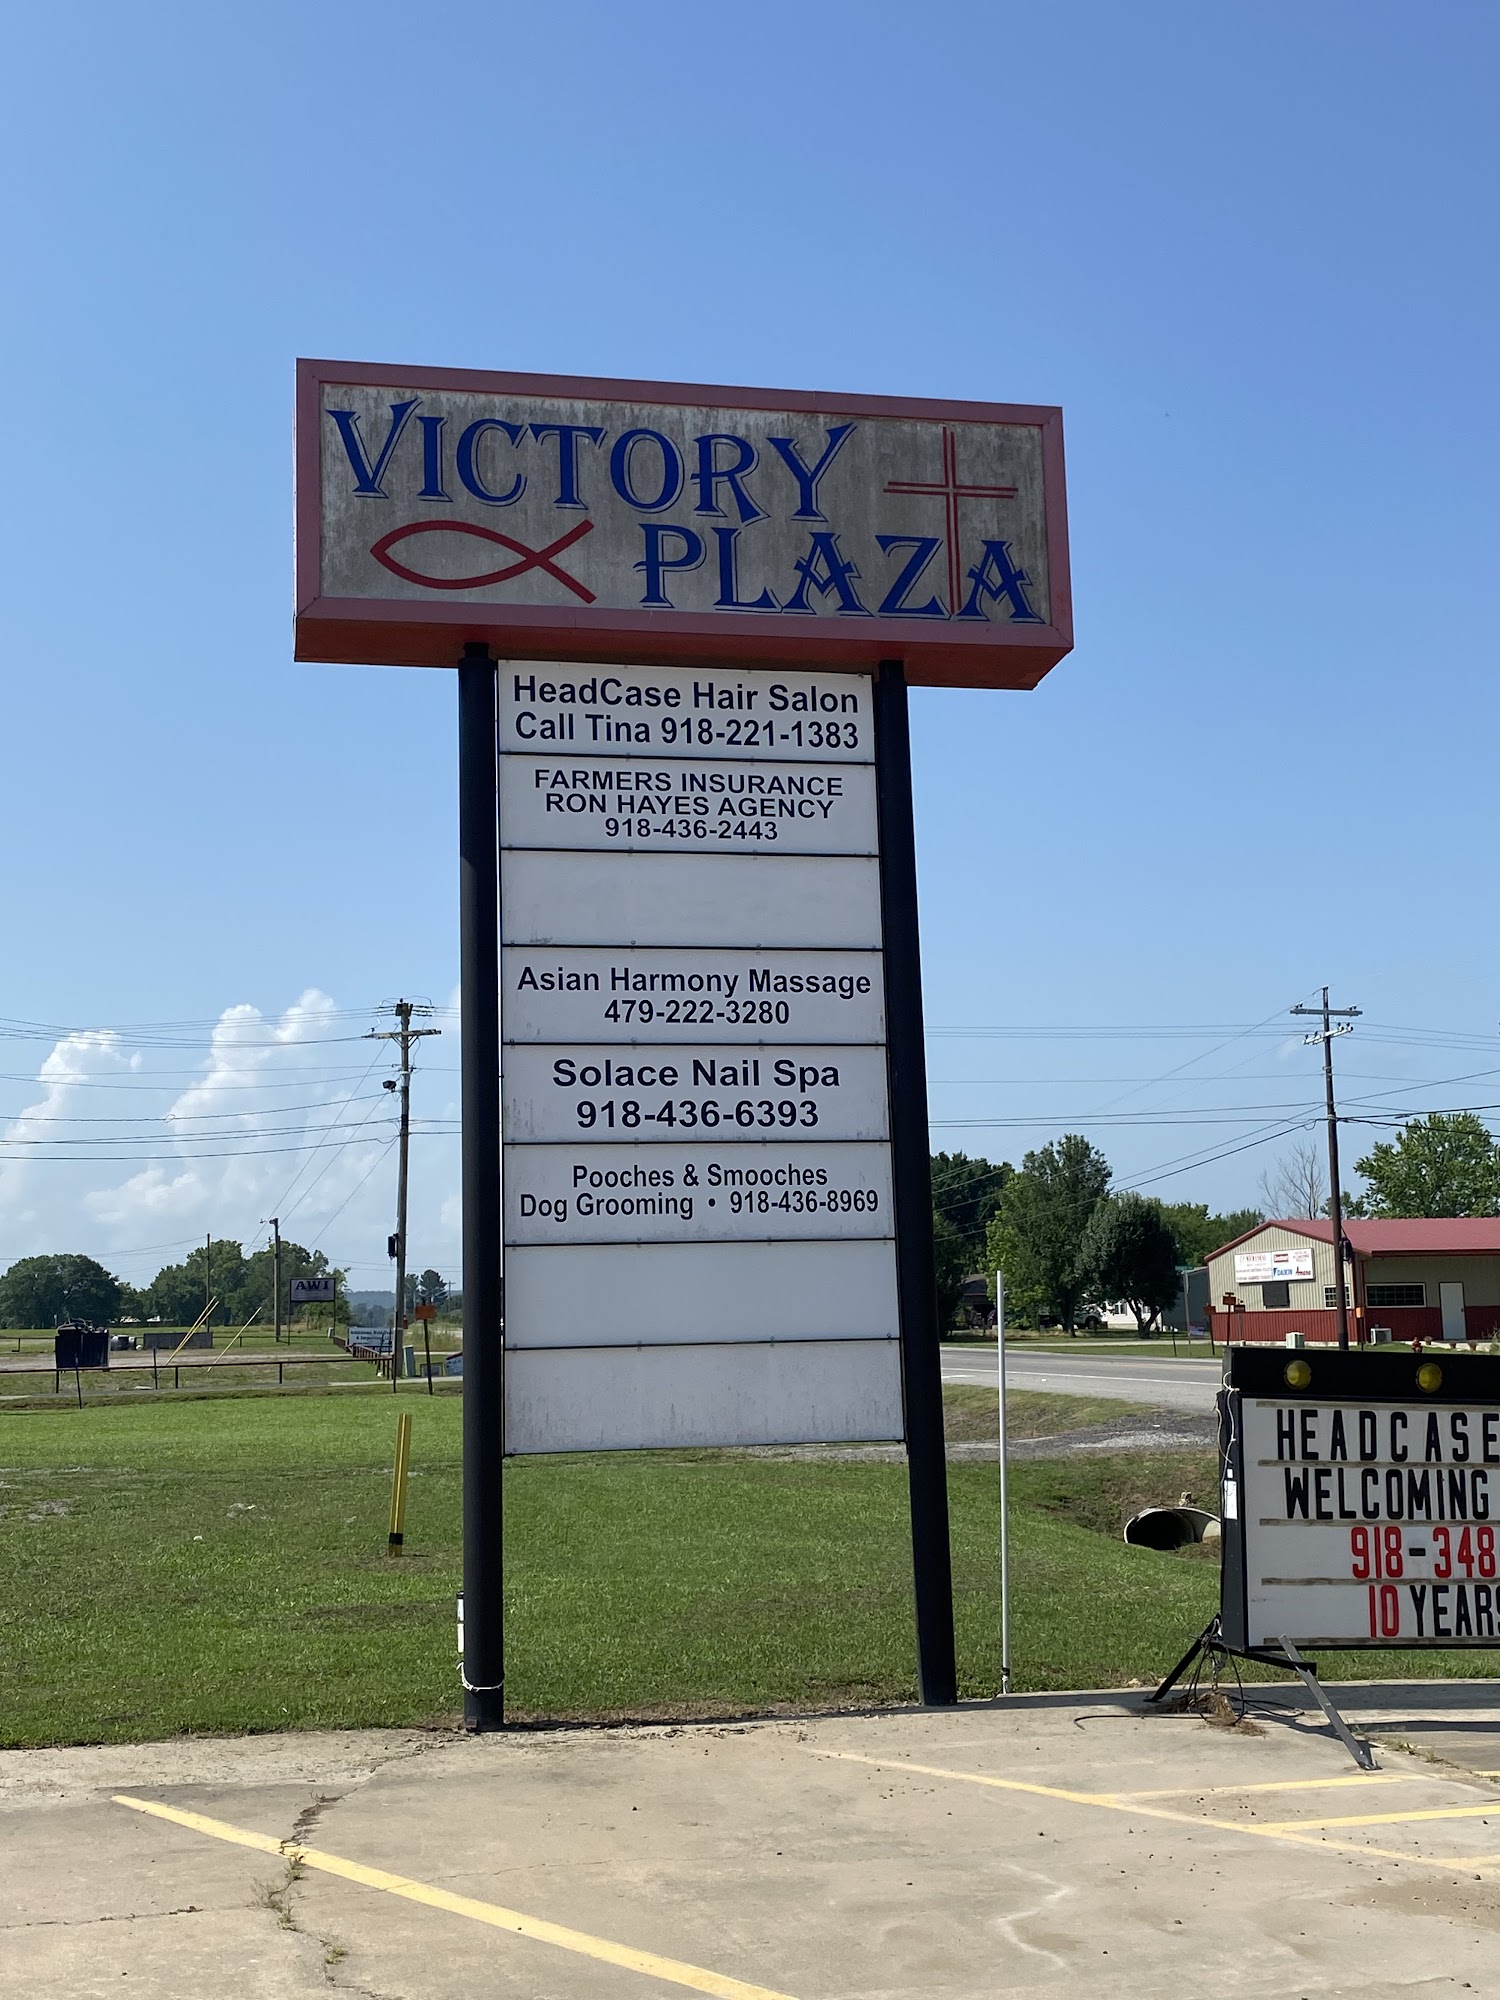 VICTORY
PLAZA
HeadCase Hair Salon
Call Tina 918-221-1383
FARMERS INSURANCE
RON HAYES AGENCY
918-436-2443
Asian Harmony Massage
479-222-3280
Solace Nail Spa
918-436-6393
Pooches & Smooches
Dog Grooming • 918-436-8969
AWI
DAIKIN
HEADCASE
WELCOMING
918-348
10 YEARS